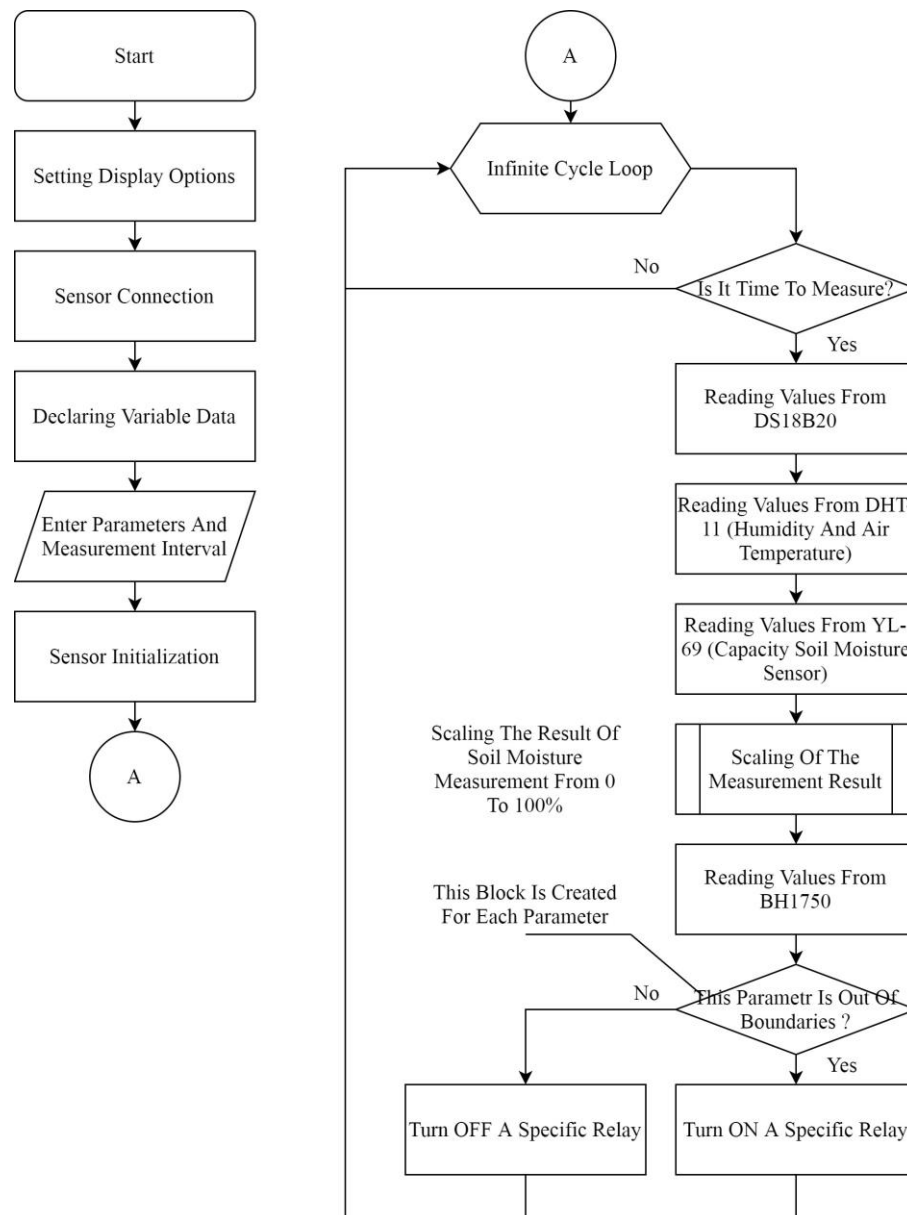 Start
Setting Display Options
Sensor Connection
Declaring Variable Data
Enter Parameters And
Measurement Interval
Sensor Initialization
A
A
Infinite Cycle Loop
No
Is It Time To Measure?
Yes
Reading Values From
DS18B20
Reading Values From DHT-
11 (Humidity And Air
Temperature)
Reading Values From YL-
69 (Capacity Soil Moisture
Sensor)
Scaling The Result Of
Soil Moisture
Measurement From 0
To 100%
Scaling Of The
Measurement Result
Reading Values From
BH1750
This Block Is Created
For Each Parameter
No
This Parametr Is Out Of
Boundaries ?
Yes
Turn OFF A Specific Relay
Turn ON A Specific Relay